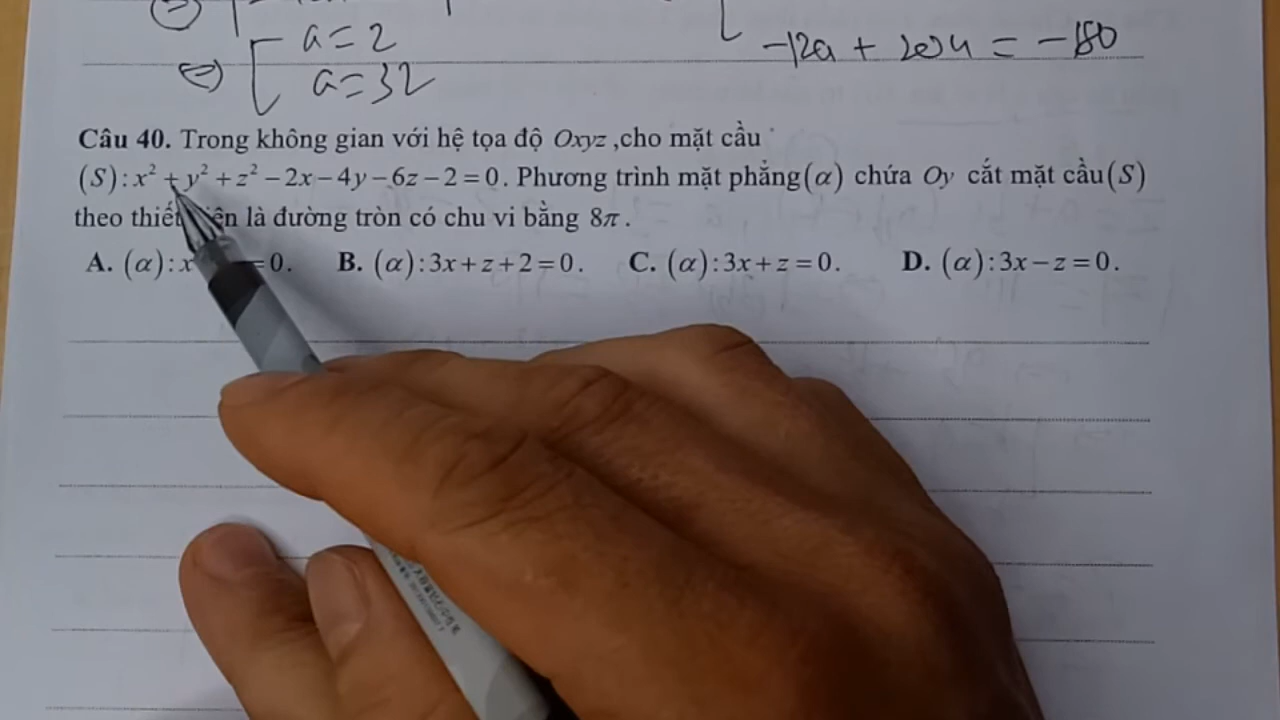 a = 2
-12a + 204 = -180
⇔ [ a = 32
Câu 40. Trong không gian với hệ tọa độ Oxyz ,cho mặt cầu
(S): x² + y² + z² − 2x − 4y − 6z − 2 = 0. Phương trình mặt phẳng (α) chứa Oy cắt mặt cầu (S)
theo thiết là đường tròn có chu vi bằng 8π .
A. (α): x = 0. B. (α): 3x + z + 2 = 0. C. (α): 3x + z = 0. D. (α): 3x − z = 0.